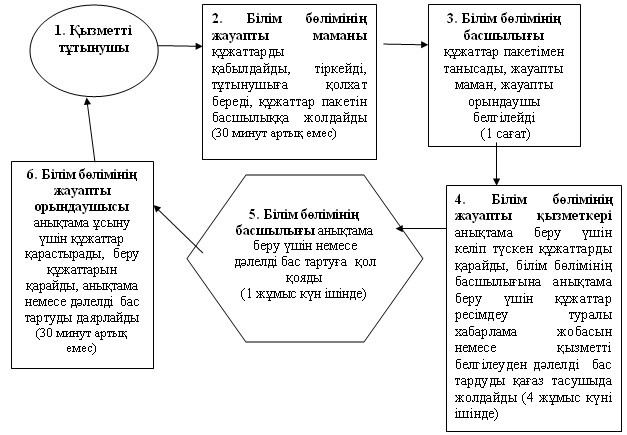 1. Қызметті
тұтынушы
2. Білім бөлімінің
жауапты маманы
құжаттарды
қабылдайды, тіркейді,
тұтынушыға қолхат
береді, құжаттар пакетін
басшылыққа жолдайды
(30 минут артық емес)
3. Білім бөлімінің
басшылығы
құжаттар пакетімен
танысады, жауапты
маман, жауапты
орындаушы
белгілейді
(1 сағат)
4. Білім бөлімінің
жауапты қызметкері
анықтама беру үшін
келіп түскен құжаттарды
қарайды, білім бөлімінің
басшылығына анықтама
беру үшін құжаттар
ресімдеу туралы
хабарлама жобасын
немесе қызметті
белгілеуден дәлелді бас
тардуды қағаз тасушыда
жолдайды (4 жұмыс күні
ішінде)
5. Білім бөлімінің
басшылығы анықтама
беру үшін немесе
дәлелді бас тартуға қол
қояды
(1 жұмыс күн ішінде)
6. Білім бөлімінің
жауапты
орындаушысы
анықтама ұсыну
үшін құжаттар
қарастырады, беру
құжаттарын
қарайды, анықтама
немесе дәлелді бас
тартуды даярлайды
(30 минут артық
емес)